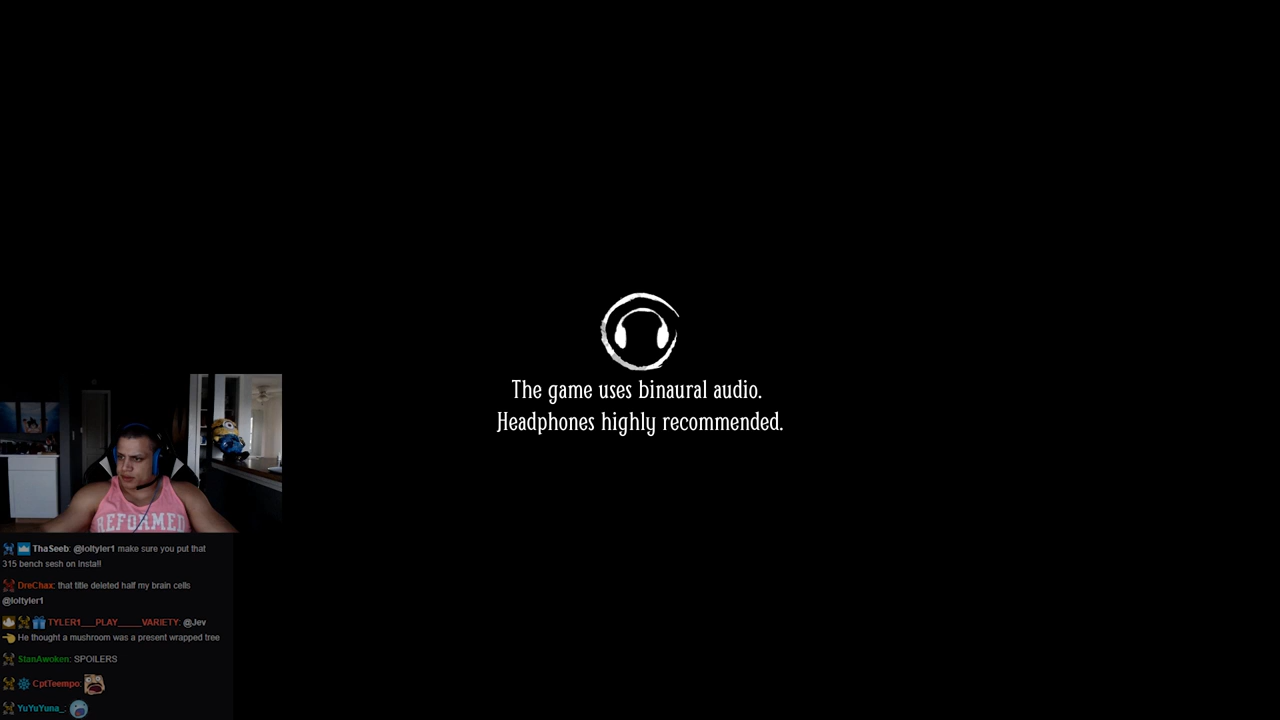 The game uses binaural audio.
Headphones highly recommended.
REFORMED
ThaSeeb: @loltyler1 make sure you put that
315 bench sesh on Insta!!
DreChax: that title deleted half my brain cells
@loltyler1
TYLER1___PLAY_____VARIETY: @Jev
He thought a mushroom was a present wrapped tree
StanAwoken: SPOILERS
CptTeempo:
YuYuYuna_: